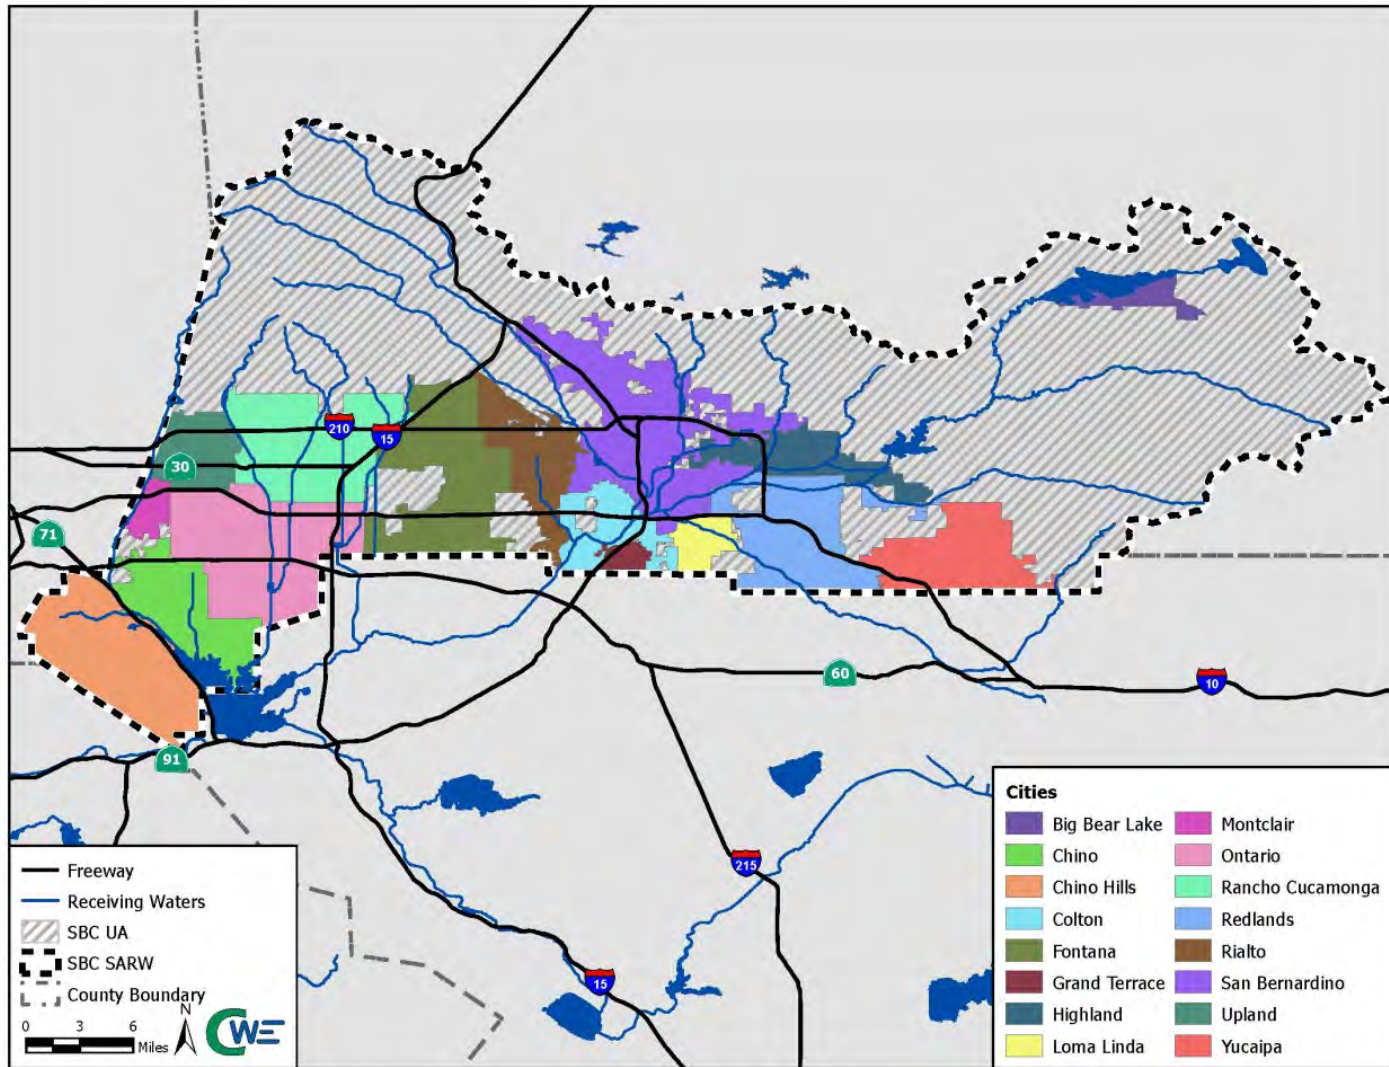 210
15
30
71
60
10
91
215
15
Freeway
Receiving Waters
SBC UA
SBC SARW
County Boundary
0 3 6
Miles
N
CWE
Cities
Big Bear Lake
Chino
Chino Hills
Colton
Fontana
Grand Terrace
Highland
Loma Linda
Montclair
Ontario
Rancho Cucamonga
Redlands
Rialto
San Bernardino
Upland
Yucaipa